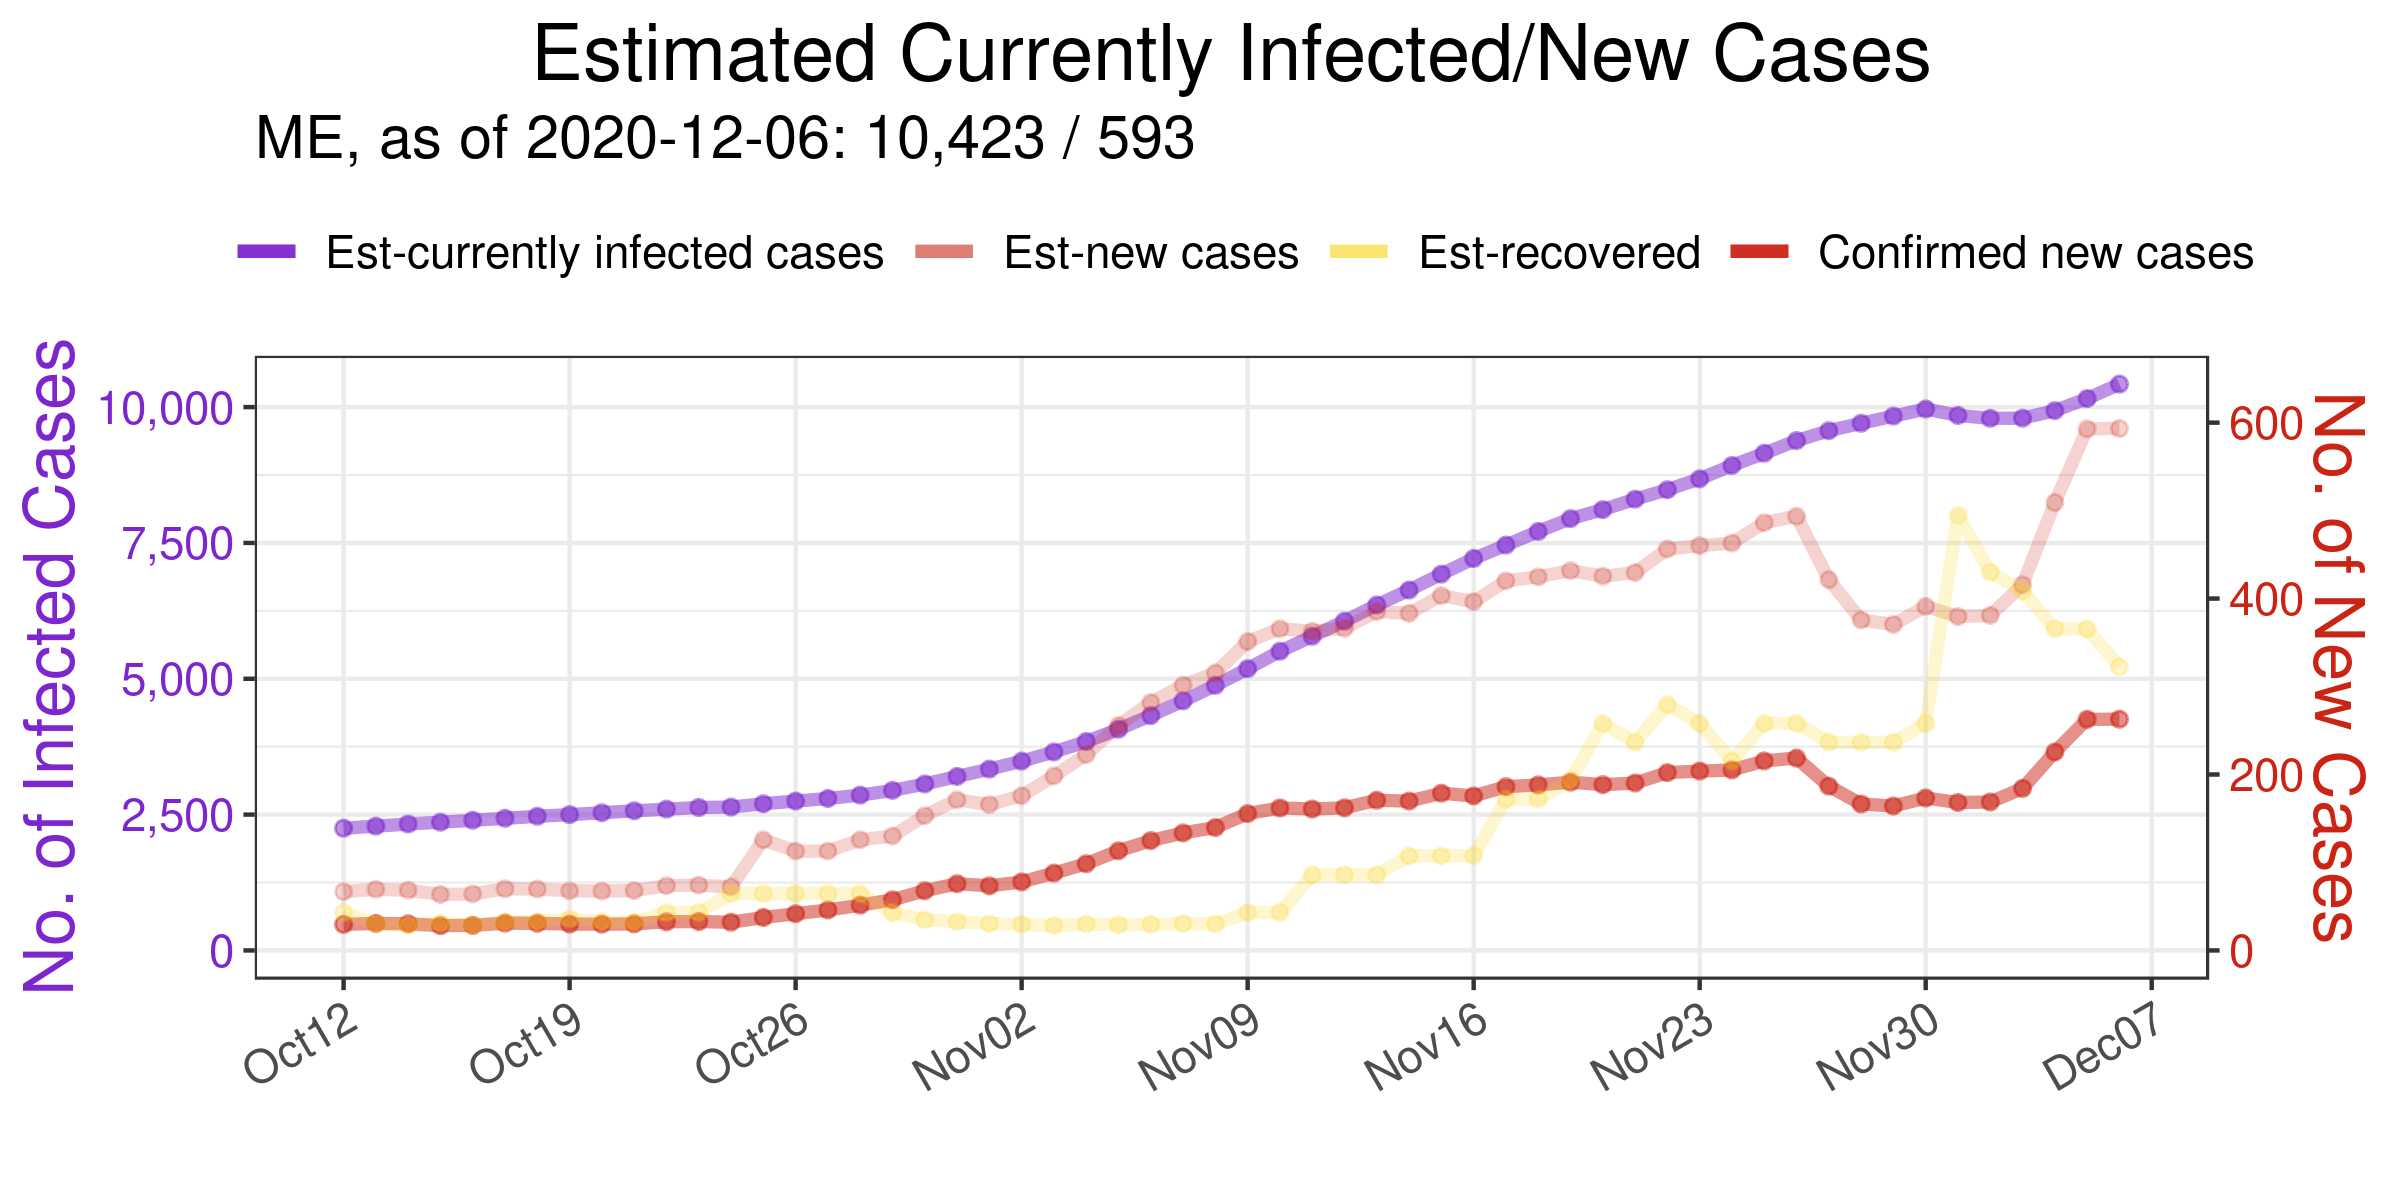 Estimated Currently Infected/New Cases
ME, as of 2020-12-06: 10,423 / 593
Est-currently infected cases Est-new cases Est-recovered Confirmed new cases
No. of Infected Cases
10,000
7,500
5,000
2,500
0
600
400
200
0
No. of New Cases
Oct12 Oct19 Oct26 Nov02 Nov09 Nov16 Nov23 Nov30 Dec07